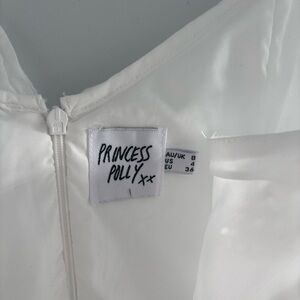 PRINCESS
POLLY xx
AU/UK 8
US 4
EU 36